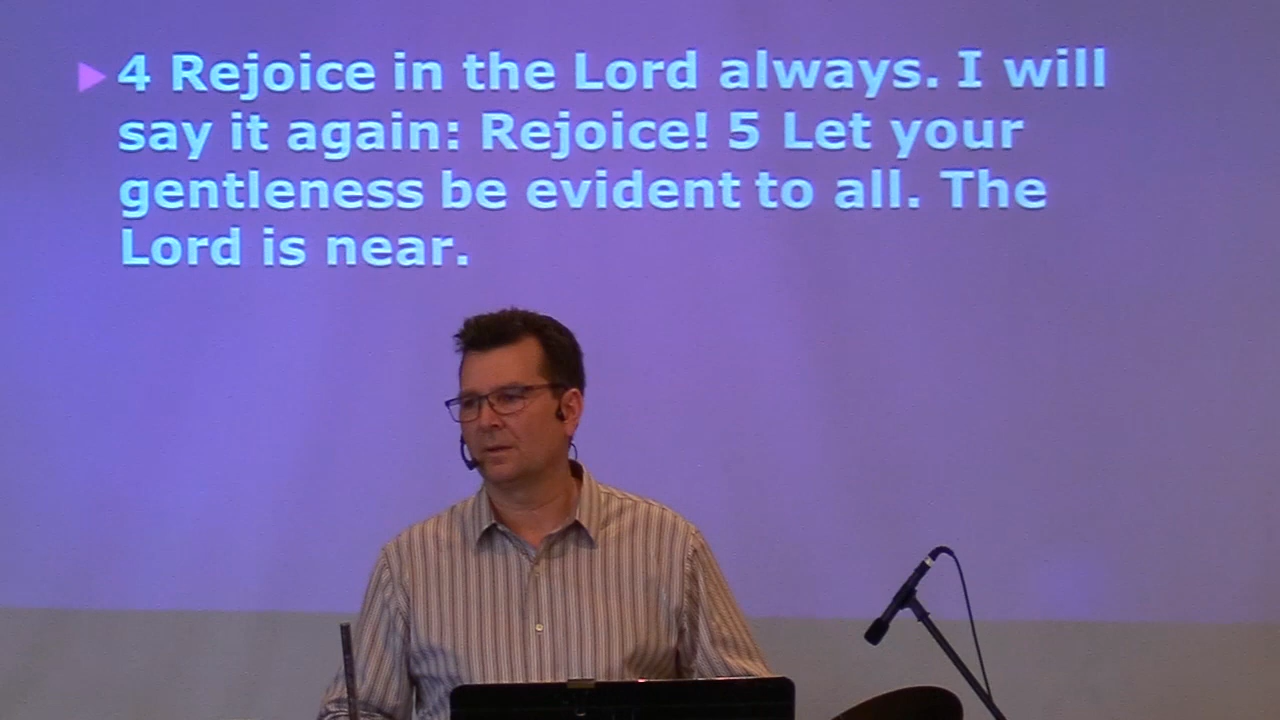 4 Rejoice in the Lord always. I will
say it again: Rejoice! 5 Let your
gentleness be evident to all. The
Lord is near.